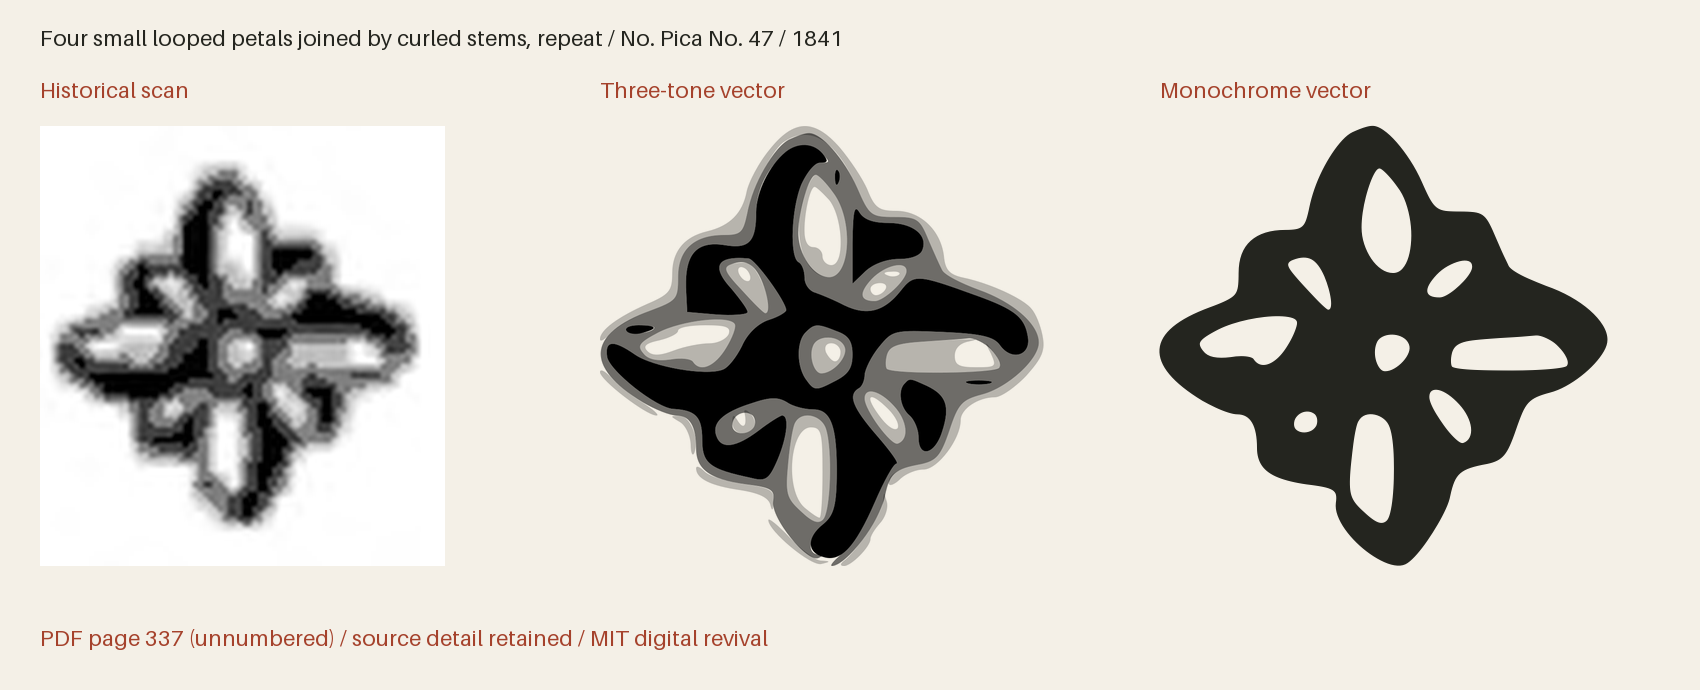 Four small looped petals joined by curled stems, repeat / No. Pica No. 47 / 1841
Historical scan
Three-tone vector
Monochrome vector
PDF page 337 (unnumbered) / source detail retained / MIT digital revival